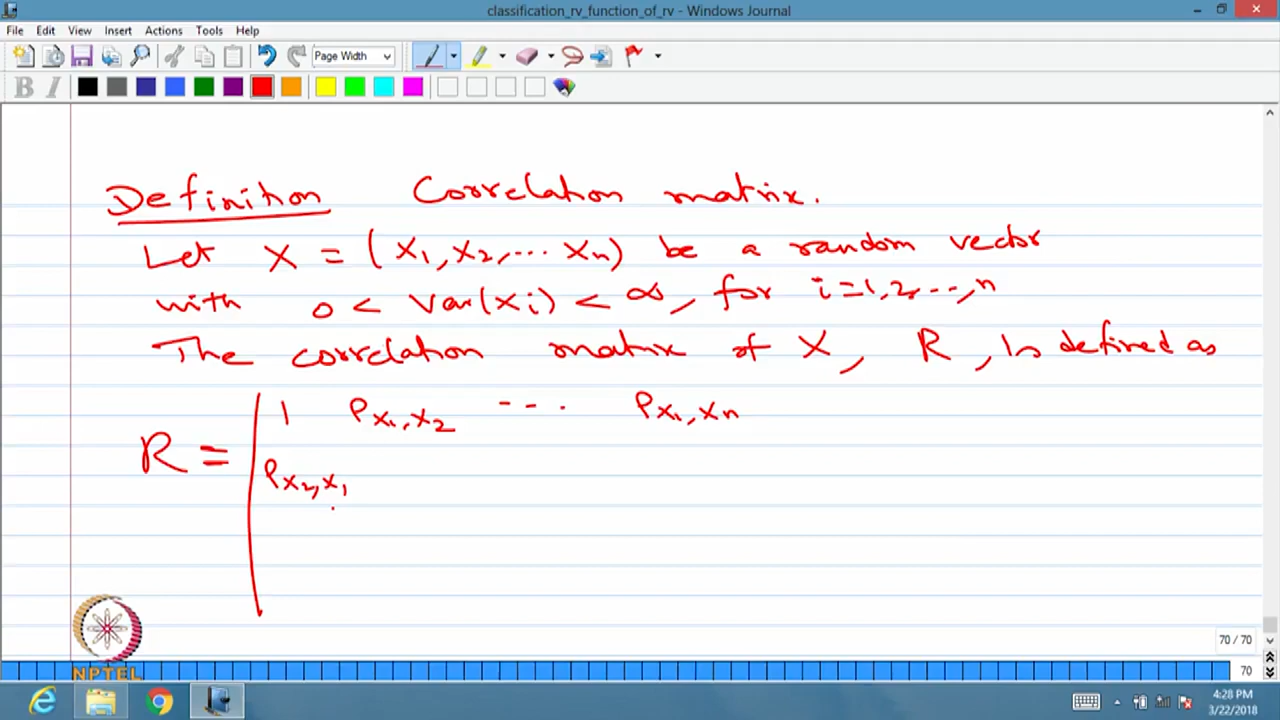 classification_rv_function_of_rv - Windows Journal
File Edit View Insert Actions Tools Help
Page Width
B I
Definition Correlation matrix.
Let X = (X1, X2, ... Xn) be a random vector
with 0 < Var(Xi) < ∞, for i=1,2,...,n
The correlation matrix of X, R, is defined as
1 ρX1,X2 --- ρX1,Xn
R =
ρX2,X1
70 / 70
NPTEL
70
4:28 PM
3/22/2018